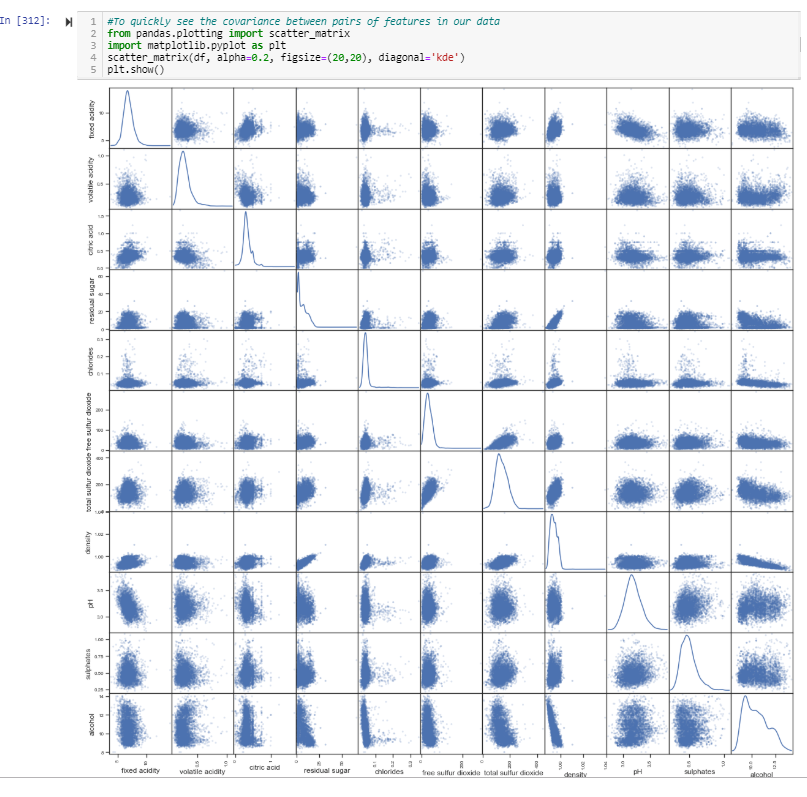 In [312]:
1 #To quickly see the covariance between pairs of features in our data
2 from pandas.plotting import scatter_matrix
3 import matplotlib.pyplot as plt
4 scatter_matrix(df, alpha=0.2, figsize=(20,20), diagonal='kde')
5 plt.show()
fixed acidity
volatile acidity
citric acid
residual sugar
chlorides
free sulfur dioxide
total sulfur dioxide
density
pH
sulphates
alcohol
fixed acidity volatile acidity citric acid residual sugar chlorides free sulfur dioxide total sulfur dioxide density pH sulphates alcohol